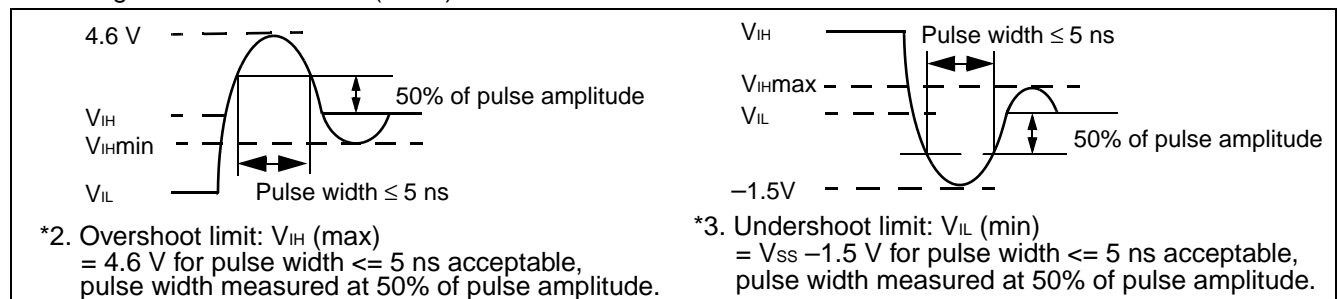 4.6 V
50% of pulse amplitude
VIH
VIHmin
VIL
Pulse width ≤ 5 ns
*2. Overshoot limit: VIH (max)
= 4.6 V for pulse width <= 5 ns acceptable,
pulse width measured at 50% of pulse amplitude.
VIH
Pulse width ≤ 5 ns
VIHmax
VIL
50% of pulse amplitude
–1.5V
*3. Undershoot limit: VIL (min)
= VSS –1.5 V for pulse width <= 5 ns acceptable,
pulse width measured at 50% of pulse amplitude.